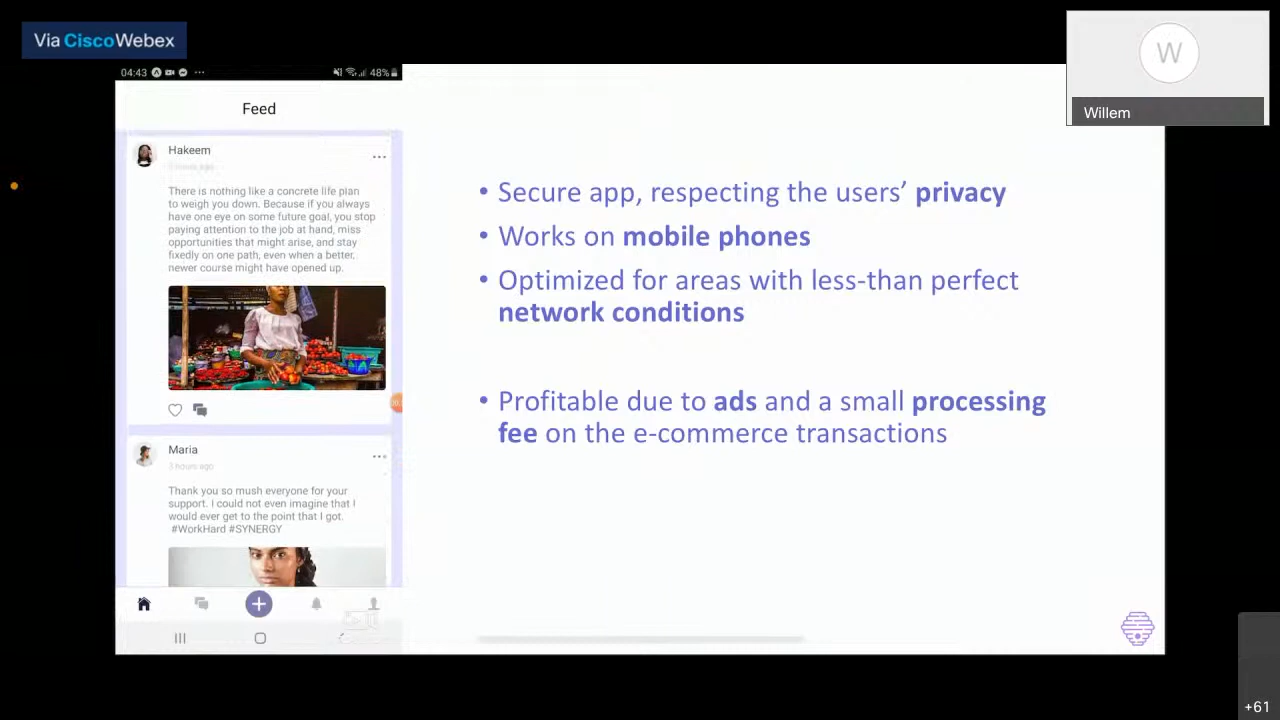 Via CiscoWebex
W
Willem
04:43
48%
Feed
Hakeem
hours ago
There is nothing like a concrete life plan
to weigh you down. Because if you always
have one eye on some future goal, you stop
paying attention to the job at hand, miss
opportunities that might arise, and stay
fixedly on one path, even when a better,
newer course might have opened up.
Maria
3 hours ago
Thank you so mush everyone for your
support. I could not even imagine that I
would ever get to the point that I got.
#WorkHard #SYNERGY
• Secure app, respecting the users’ privacy
• Works on mobile phones
• Optimized for areas with less-than perfect
network conditions
• Profitable due to ads and a small processing
fee on the e-commerce transactions
+61